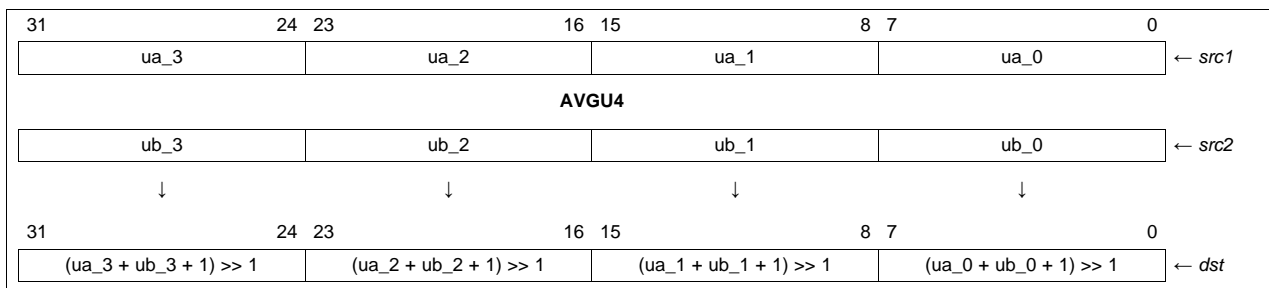 31 24 23 16 15 8 7 0
ua_3 ua_2 ua_1 ua_0 ← src1
AVGU4
ub_3 ub_2 ub_1 ub_0 ← src2
↓ ↓ ↓ ↓
31 24 23 16 15 8 7 0
(ua_3 + ub_3 + 1) >> 1 (ua_2 + ub_2 + 1) >> 1 (ua_1 + ub_1 + 1) >> 1 (ua_0 + ub_0 + 1) >> 1 ← dst